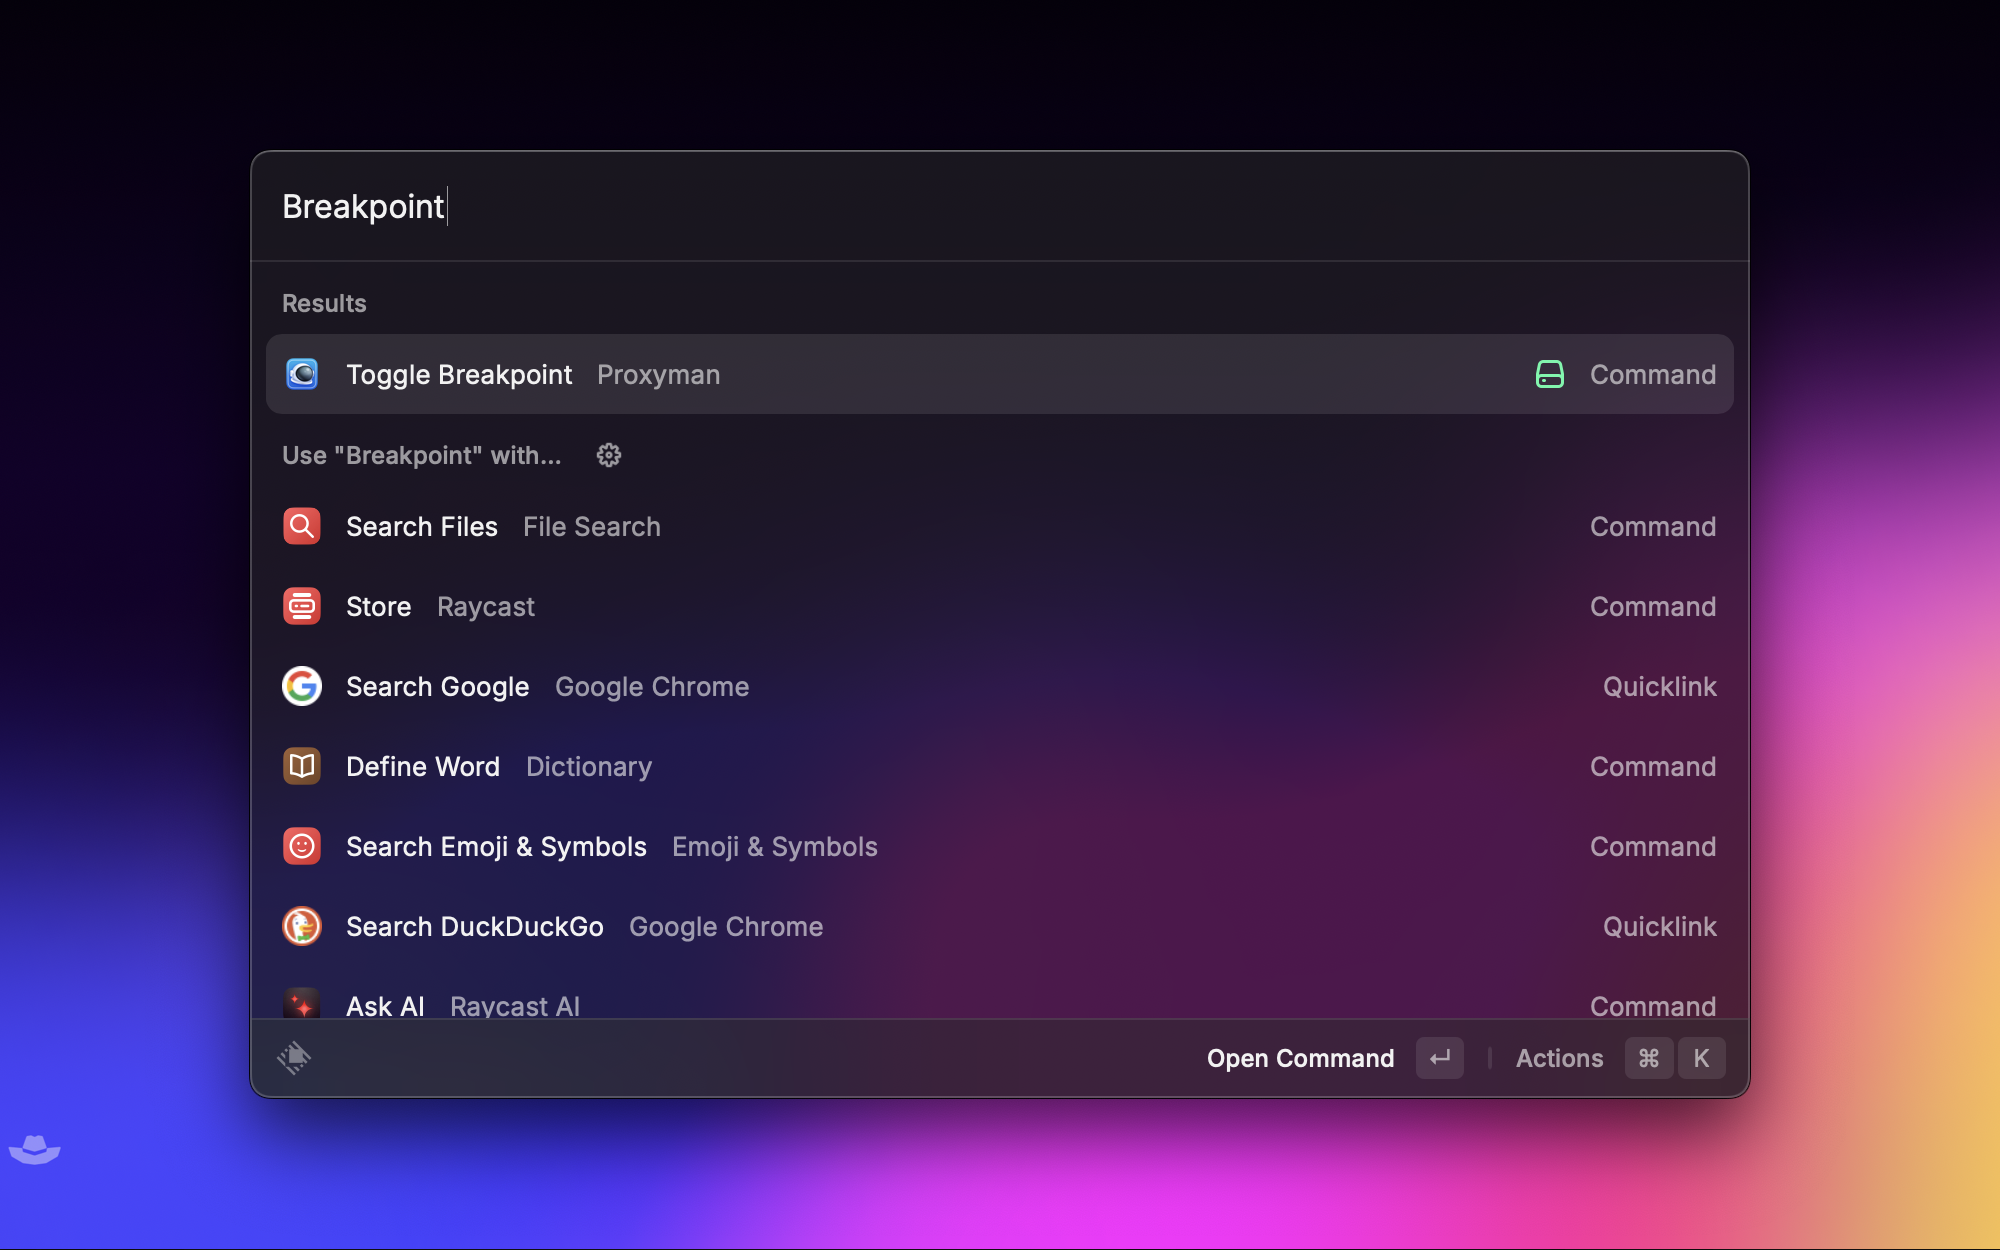 Breakpoint
Results
Toggle Breakpoint Proxyman Command
Use "Breakpoint" with...
Search Files File Search Command
Store Raycast Command
Search Google Google Chrome Quicklink
Define Word Dictionary Command
Search Emoji & Symbols Emoji & Symbols Command
Search DuckDuckGo Google Chrome Quicklink
Ask AI Raycast AI Command
Open Command ↵ Actions ⌘ K